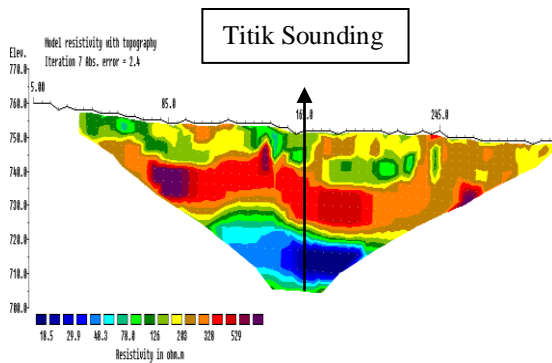 Titik Sounding
Model resistivity with topography
Elev. Iteration 7 Abs. error = 2.4
770.0
5.00
760.0
85.0 165.0 245.0
750.0
740.0
730.0
720.0
710.0
700.0
18.5 29.9 48.3 78.0 126 203 328 529
Resistivity in ohm.m